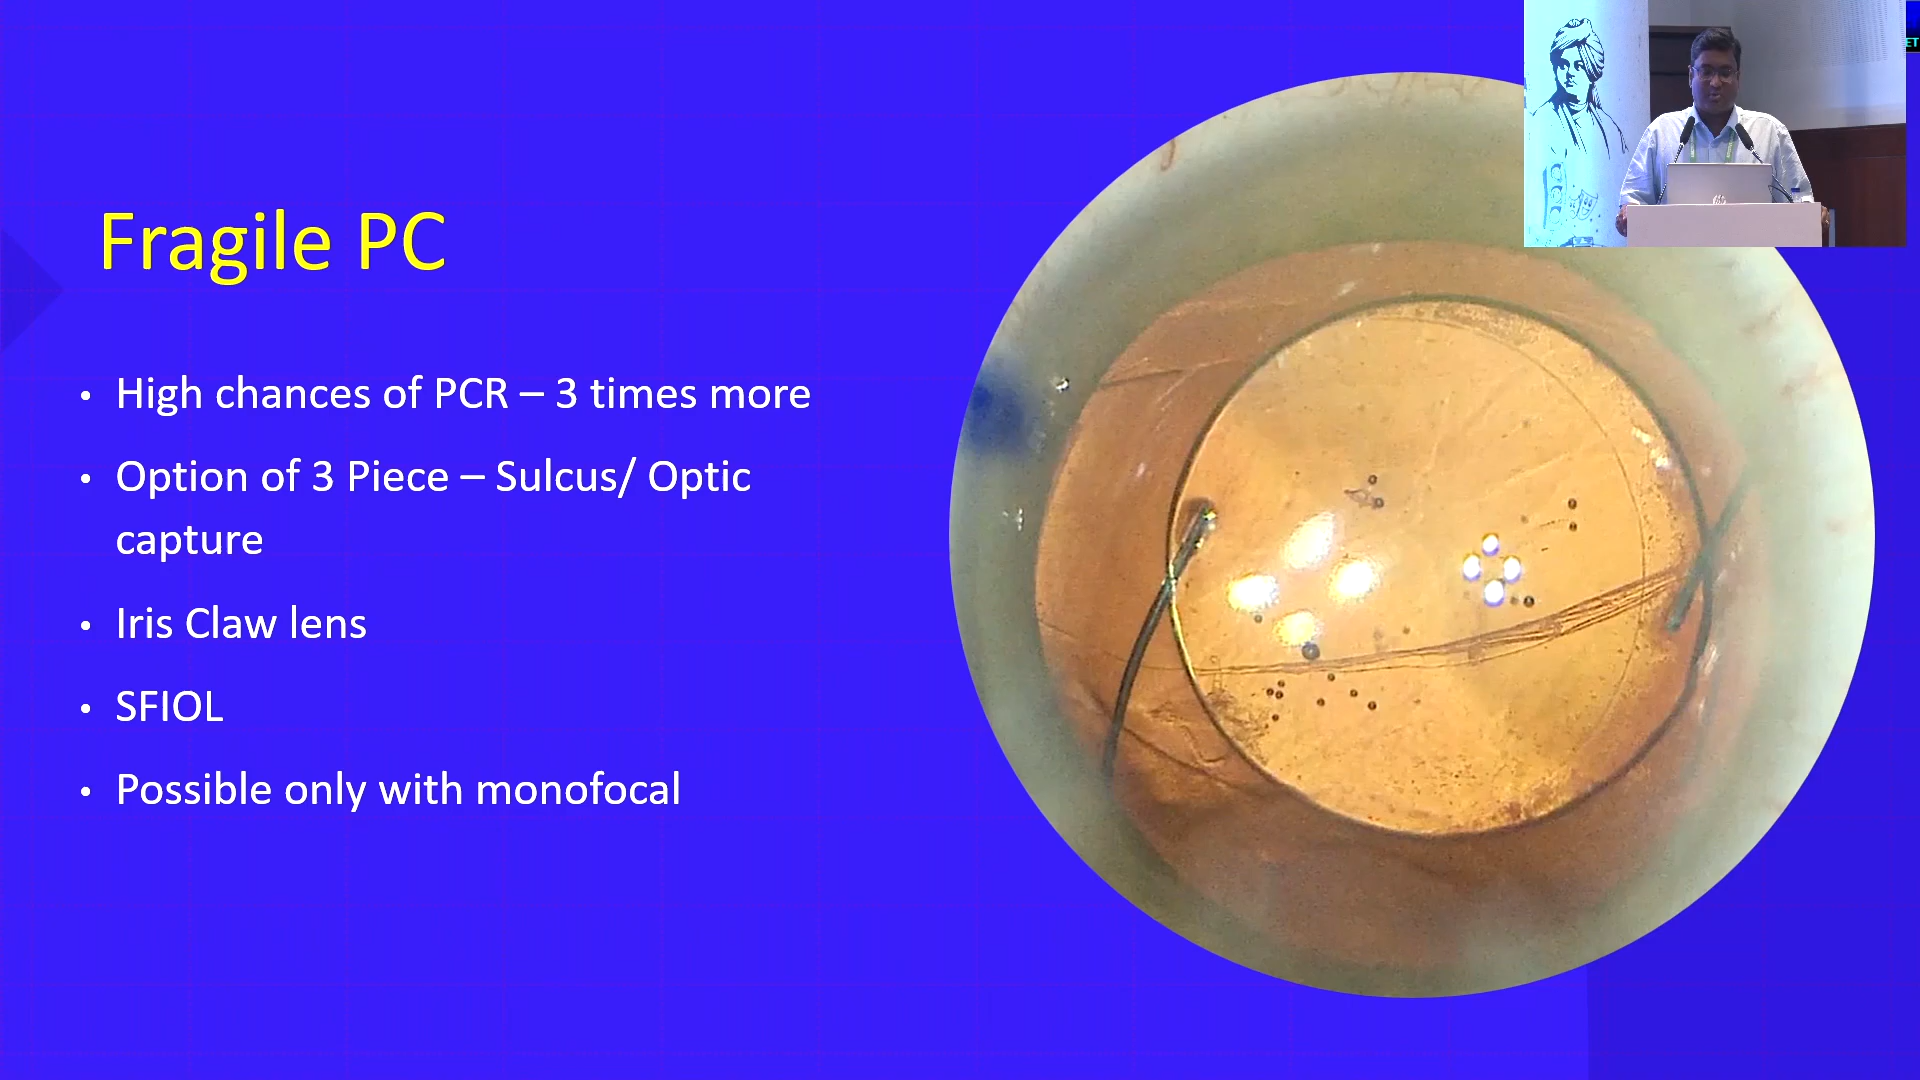 Fragile PC
• High chances of PCR – 3 times more
• Option of 3 Piece – Sulcus/ Optic
capture
• Iris Claw lens
• SFIOL
• Possible only with monofocal
ET